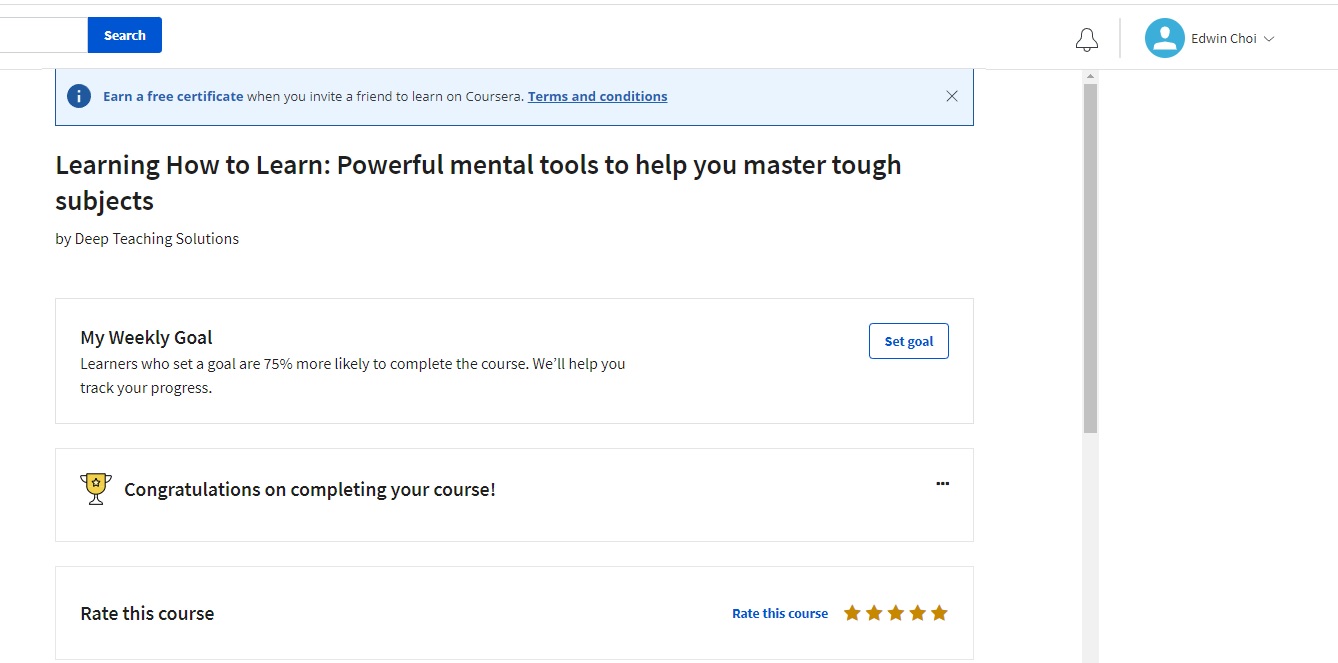 Search
Edwin Choi
Earn a free certificate when you invite a friend to learn on Coursera. Terms and conditions
Learning How to Learn: Powerful mental tools to help you master tough
subjects
by Deep Teaching Solutions
My Weekly Goal
Set goal
Learners who set a goal are 75% more likely to complete the course. We’ll help you
track your progress.
Congratulations on completing your course!
Rate this course
Rate this course